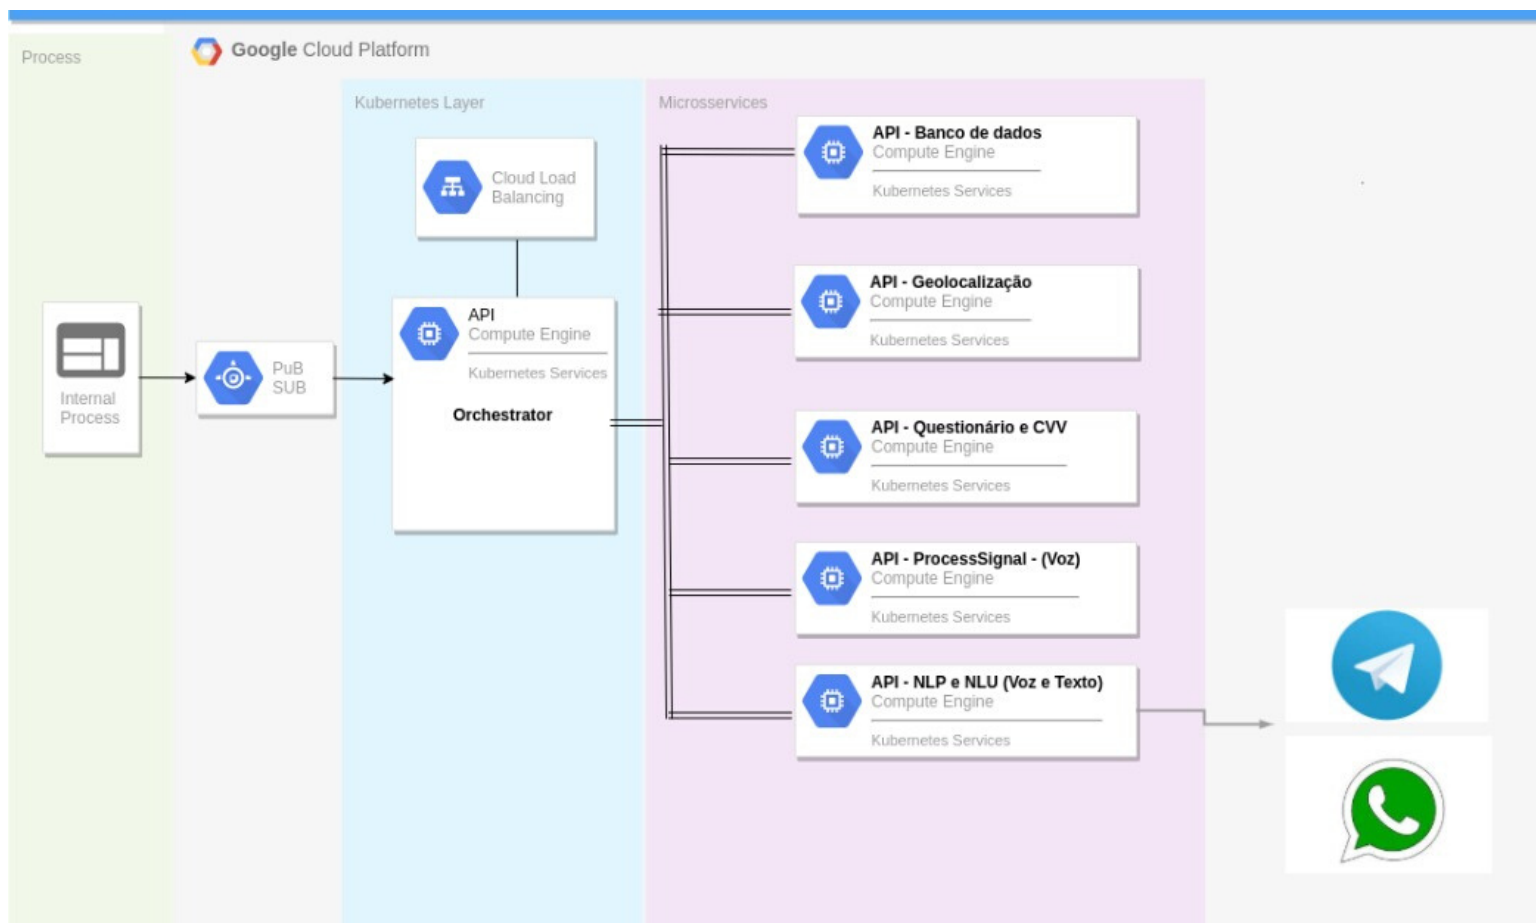 Process
Google Cloud Platform
Kubernetes Layer
Microsservices
Cloud Load
Balancing
Internal
Process
PuB
SUB
API
Compute Engine
Kubernetes Services
Orchestrator
API - Banco de dados
Compute Engine
Kubernetes Services
API - Geolocalização
Compute Engine
Kubernetes Services
API - Questionário e CVV
Compute Engine
Kubernetes Services
API - ProcessSignal - (Voz)
Compute Engine
Kubernetes Services
API - NLP e NLU (Voz e Texto)
Compute Engine
Kubernetes Services